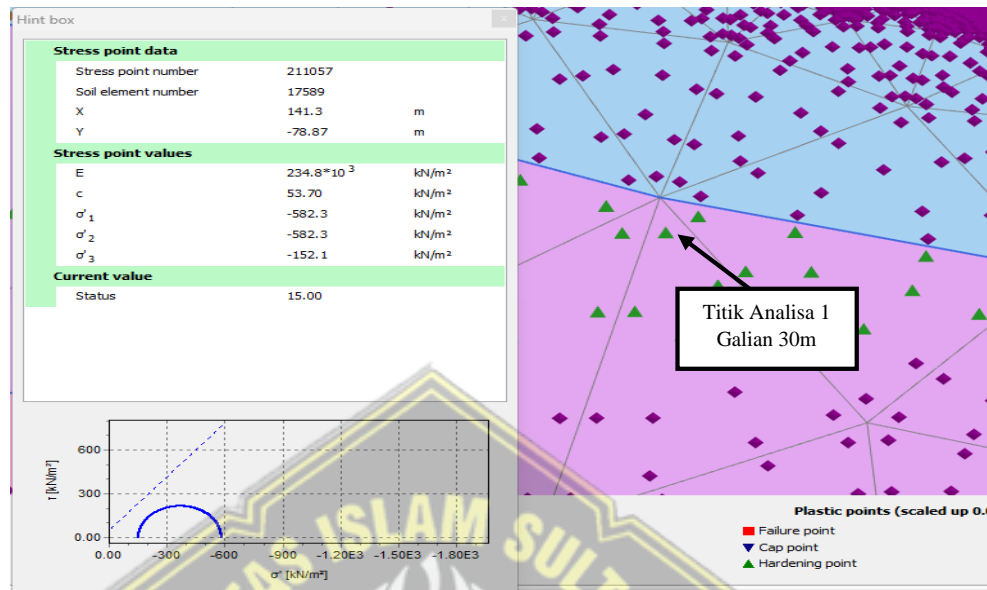 Hint box
x
Stress point data
Stress point number 211057
Soil element number 17589
X 141.3 m
Y -78.87 m
Stress point values
E 234.8*10 3 kN/m²
c 53.70 kN/m²
σ'1 -582.3 kN/m²
σ'2 -582.3 kN/m²
σ'3 -152.1 kN/m²
Current value
Status 15.00
600
300
0.00
τ [kN/m²]
0.00 -300 -600 -900 -1.20E3 -1.50E3 -1.80E3
σ' [kN/m²]
Titik Analisa 1
Galian 30m
Plastic points (scaled up 0.0
Failure point
Cap point
Hardening point
ISLAM